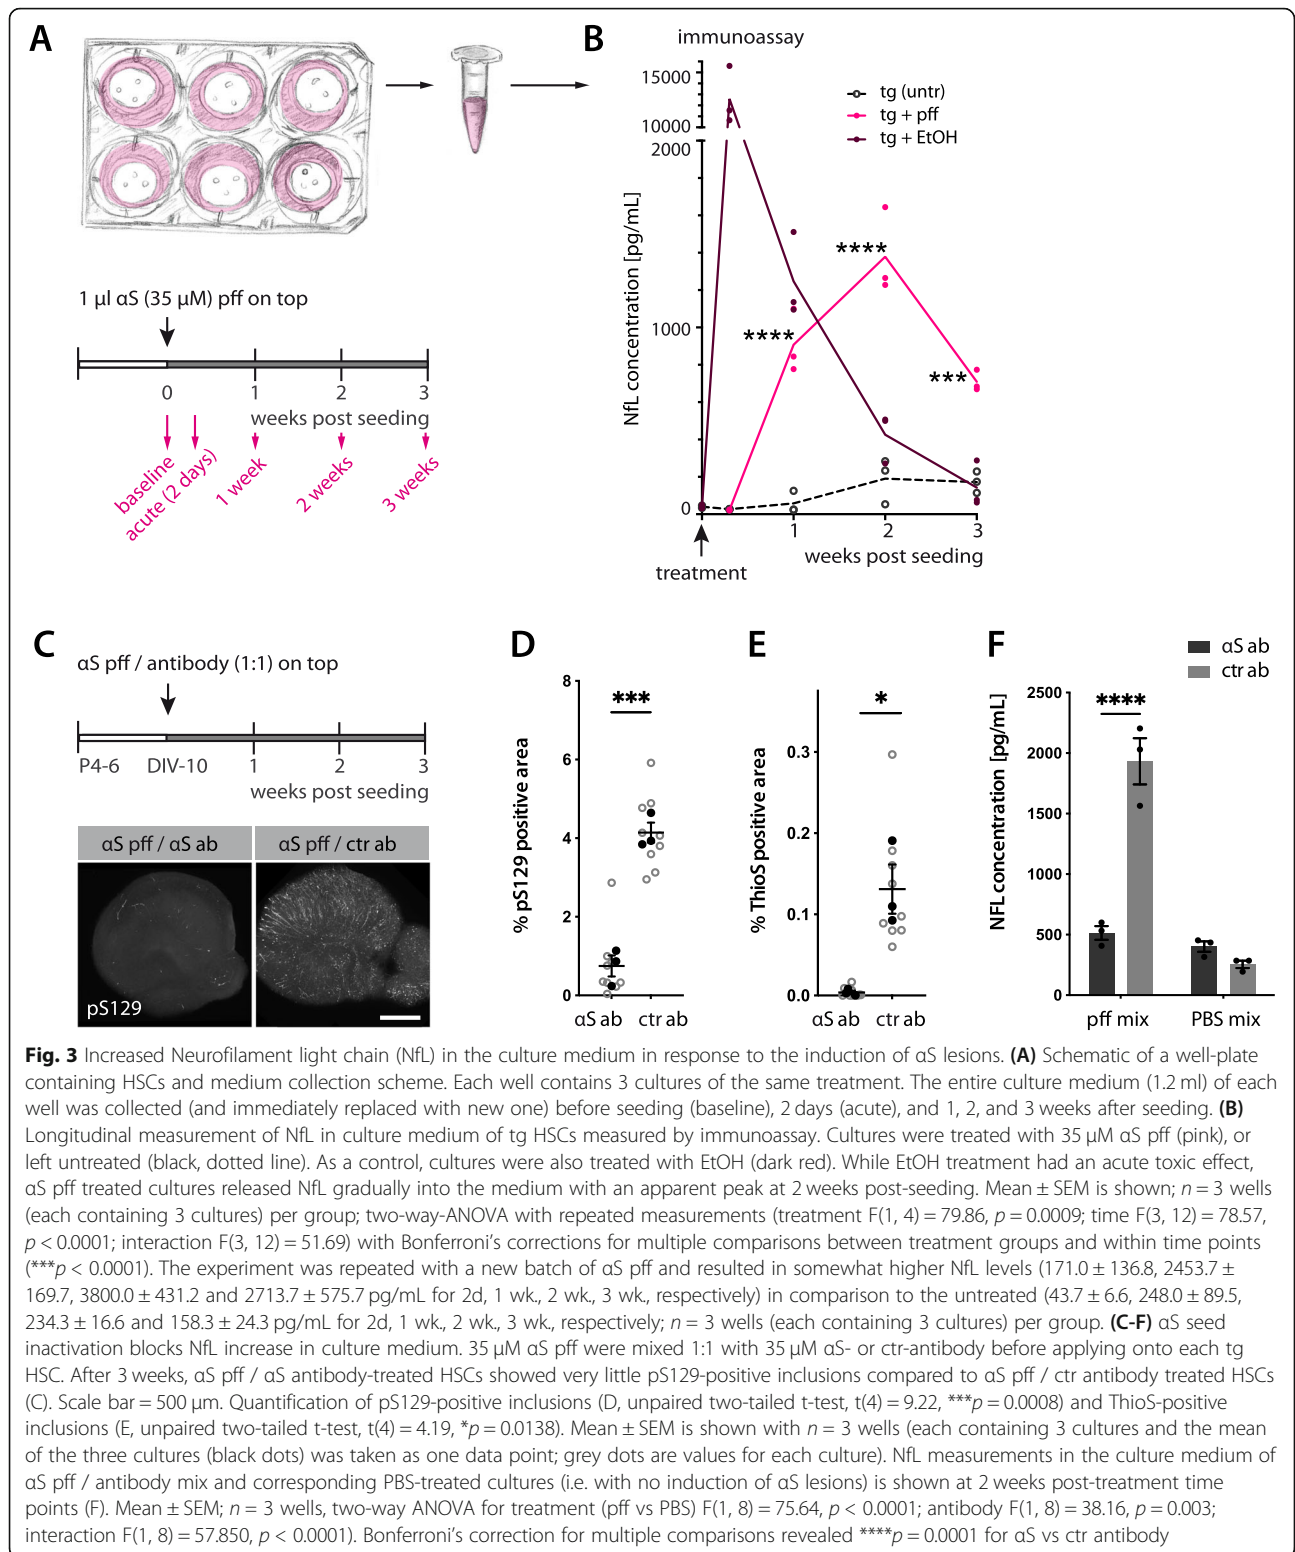 A
B
immunoassay
15000
10000
2000
1000
0
NfL concentration [pg/mL]
tg (untr)
tg + pff
tg + EtOH
****
****
***
1
2
3
weeks post seeding
treatment
1 µl αS (35 µM) pff on top
0
1
2
3
weeks post seeding
baseline
acute (2 days)
1 week
2 weeks
3 weeks
C
αS pff / antibody (1:1) on top
P4-6
DIV-10
1
2
3
weeks post seeding
αS pff / αS ab
αS pff / ctr ab
pS129
D
% pS129 positive area
8
6
4
2
0
***
αS ab
ctr ab
E
% ThioS positive area
0.3
0.2
0.1
0.0
*
αS ab
ctr ab
F
αS ab
ctr ab
NFL concentration [pg/mL]
2500
2000
1500
1000
500
0
****
pff mix
PBS mix
Fig. 3 Increased Neurofilament light chain (NfL) in the culture medium in response to the induction of αS lesions. (A) Schematic of a well-plate
containing HSCs and medium collection scheme. Each well contains 3 cultures of the same treatment. The entire culture medium (1.2 ml) of each
well was collected (and immediately replaced with new one) before seeding (baseline), 2 days (acute), and 1, 2, and 3 weeks after seeding. (B)
Longitudinal measurement of NfL in culture medium of tg HSCs measured by immunoassay. Cultures were treated with 35 µM αS pff (pink), or
left untreated (black, dotted line). As a control, cultures were also treated with EtOH (dark red). While EtOH treatment had an acute toxic effect,
αS pff treated cultures released NfL gradually into the medium with an apparent peak at 2 weeks post-seeding. Mean ± SEM is shown; n = 3 wells
(each containing 3 cultures) per group; two-way-ANOVA with repeated measurements (treatment F(1, 4) = 79.86, p = 0.0009; time F(3, 12) = 78.57,
p < 0.0001; interaction F(3, 12) = 51.69) with Bonferroni's corrections for multiple comparisons between treatment groups and within time points
(***p < 0.0001). The experiment was repeated with a new batch of αS pff and resulted in somewhat higher NfL levels (171.0 ± 136.8, 2453.7 ±
169.7, 3800.0 ± 431.2 and 2713.7 ± 575.7 pg/mL for 2d, 1 wk., 2 wk., 3 wk., respectively) in comparison to the untreated (43.7 ± 6.6, 248.0 ± 89.5,
234.3 ± 16.6 and 158.3 ± 24.3 pg/mL for 2d, 1 wk., 2 wk., 3 wk., respectively; n = 3 wells (each containing 3 cultures) per group. (C-F) αS seed
inactivation blocks NfL increase in culture medium. 35 µM αS pff were mixed 1:1 with 35 µM αS- or ctr-antibody before applying onto each tg
HSC. After 3 weeks, αS pff / αS antibody-treated HSCs showed very little pS129-positive inclusions compared to αS pff / ctr antibody treated HSCs
(C). Scale bar = 500 µm. Quantification of pS129-positive inclusions (D, unpaired two-tailed t-test, t(4) = 9.22, ***p = 0.0008) and ThioS-positive
inclusions (E, unpaired two-tailed t-test, t(4) = 4.19, *p = 0.0138). Mean ± SEM is shown with n = 3 wells (each containing 3 cultures and the mean
of the three cultures (black dots) was taken as one data point; grey dots are values for each culture). NfL measurements in the culture medium of
αS pff / antibody mix and corresponding PBS-treated cultures (i.e. with no induction of αS lesions) is shown at 2 weeks post-treatment time
points (F). Mean ± SEM; n = 3 wells, two-way ANOVA for treatment (pff vs PBS) F(1, 8) = 75.64, p < 0.0001; antibody F(1, 8) = 38.16, p = 0.003;
interaction F(1, 8) = 57.850, p < 0.0001). Bonferroni's correction for multiple comparisons revealed ****p = 0.0001 for αS vs ctr antibody